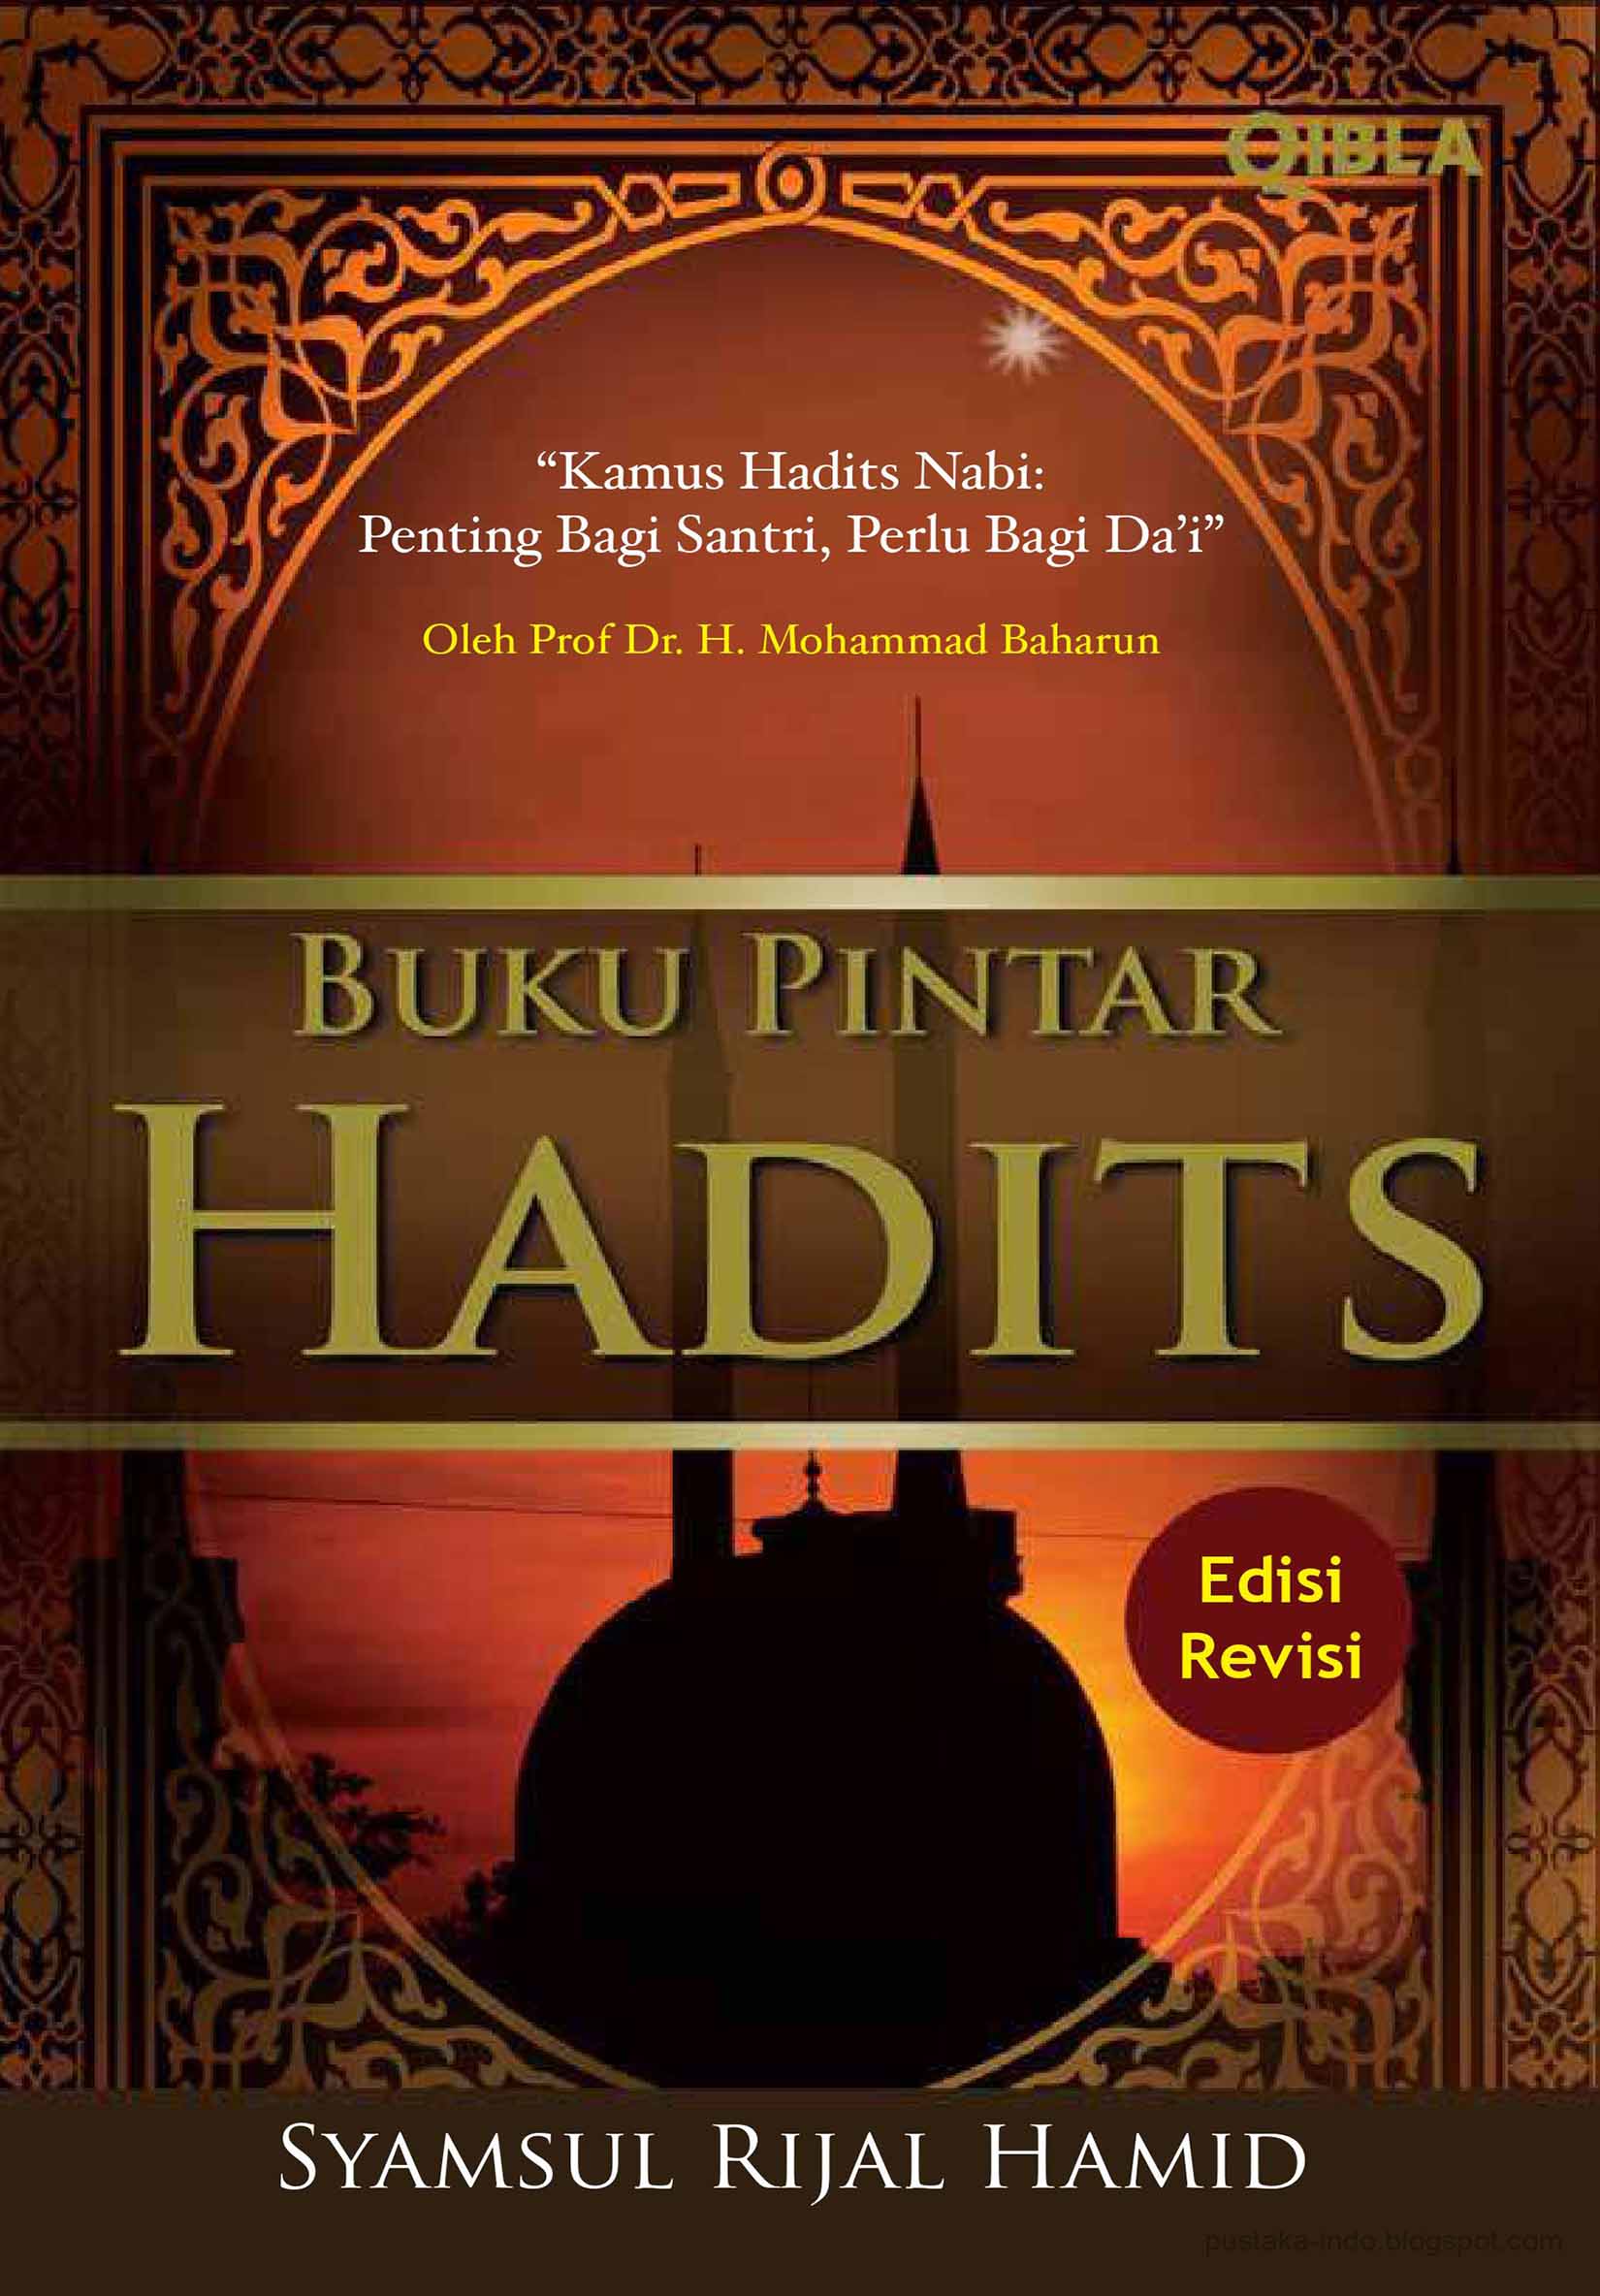 QIBLA
“Kamus Hadits Nabi:
Penting Bagi Santri, Perlu Bagi Da’i”
Oleh Prof Dr. H. Mohammad Baharun
BUKU PINTAR
HADITS
Edisi
Revisi
SYAMSUL RIJAL HAMID
pustaka-indo.blogspot.com